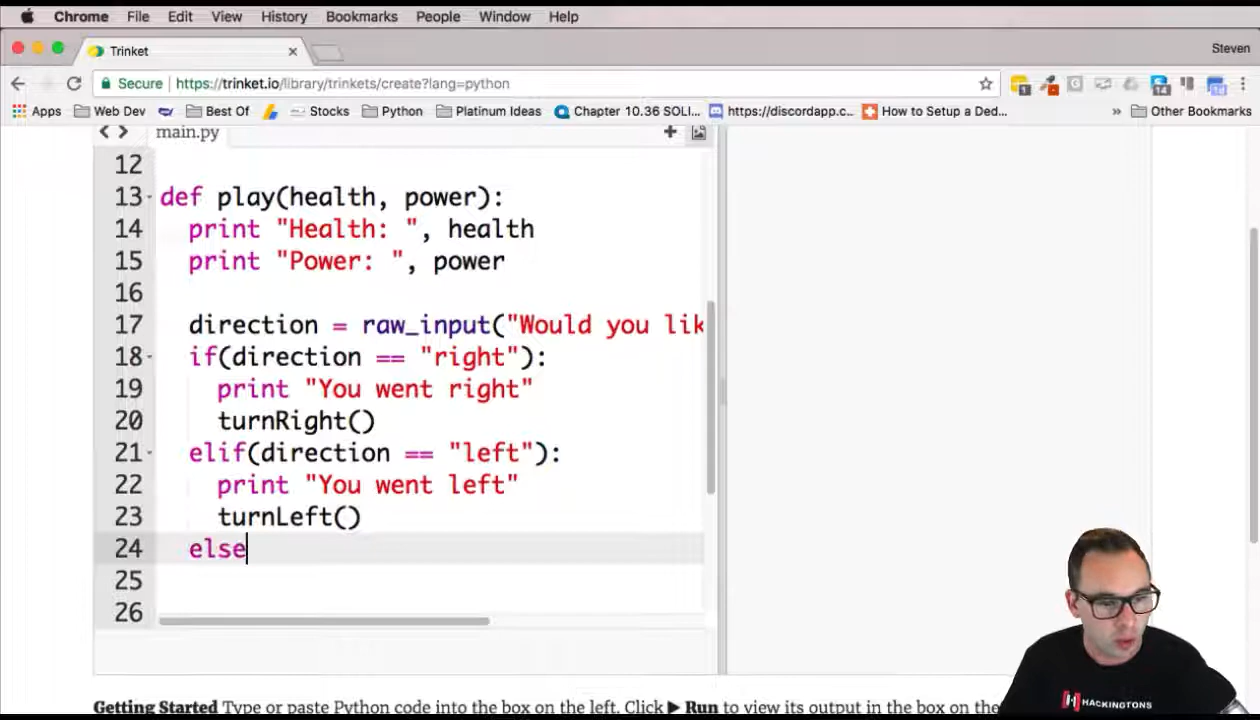 Chrome File Edit View History Bookmarks People Window Help
Trinket
Steven
Secure https://trinket.io/library/trinkets/create?lang=python
Apps Web Dev Best Of Stocks Python Platinum Ideas Chapter 10.36 SOLI... https://discordapp.c... How to Setup a Ded... » Other Bookmarks
main.py
12
13 def play(health, power):
14 print "Health: ", health
15 print "Power: ", power
16
17 direction = raw_input("Would you lik
18 if(direction == "right"):
19 print "You went right"
20 turnRight()
21 elif(direction == "left"):
22 print "You went left"
23 turnLeft()
24 else
25
26
Getting Started Type or paste Python code into the box on the left. Click ▶ Run to view its output in the box on the
HACKINGTONS